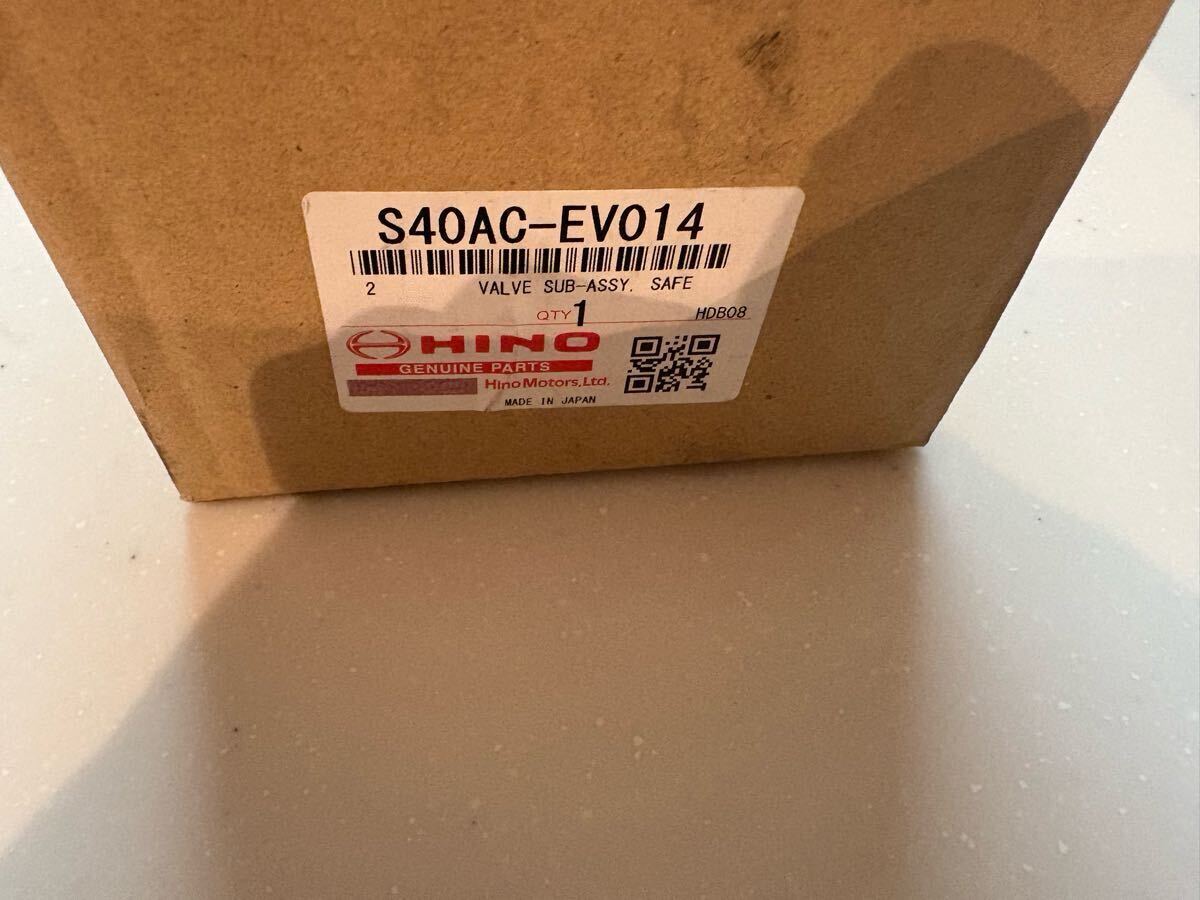 S40AC-EV014
2 VALVE SUB-ASSY, SAFE
QTY 1 HDB08
HINO
GENUINE PARTS
Hino Motors, Ltd.
MADE IN JAPAN